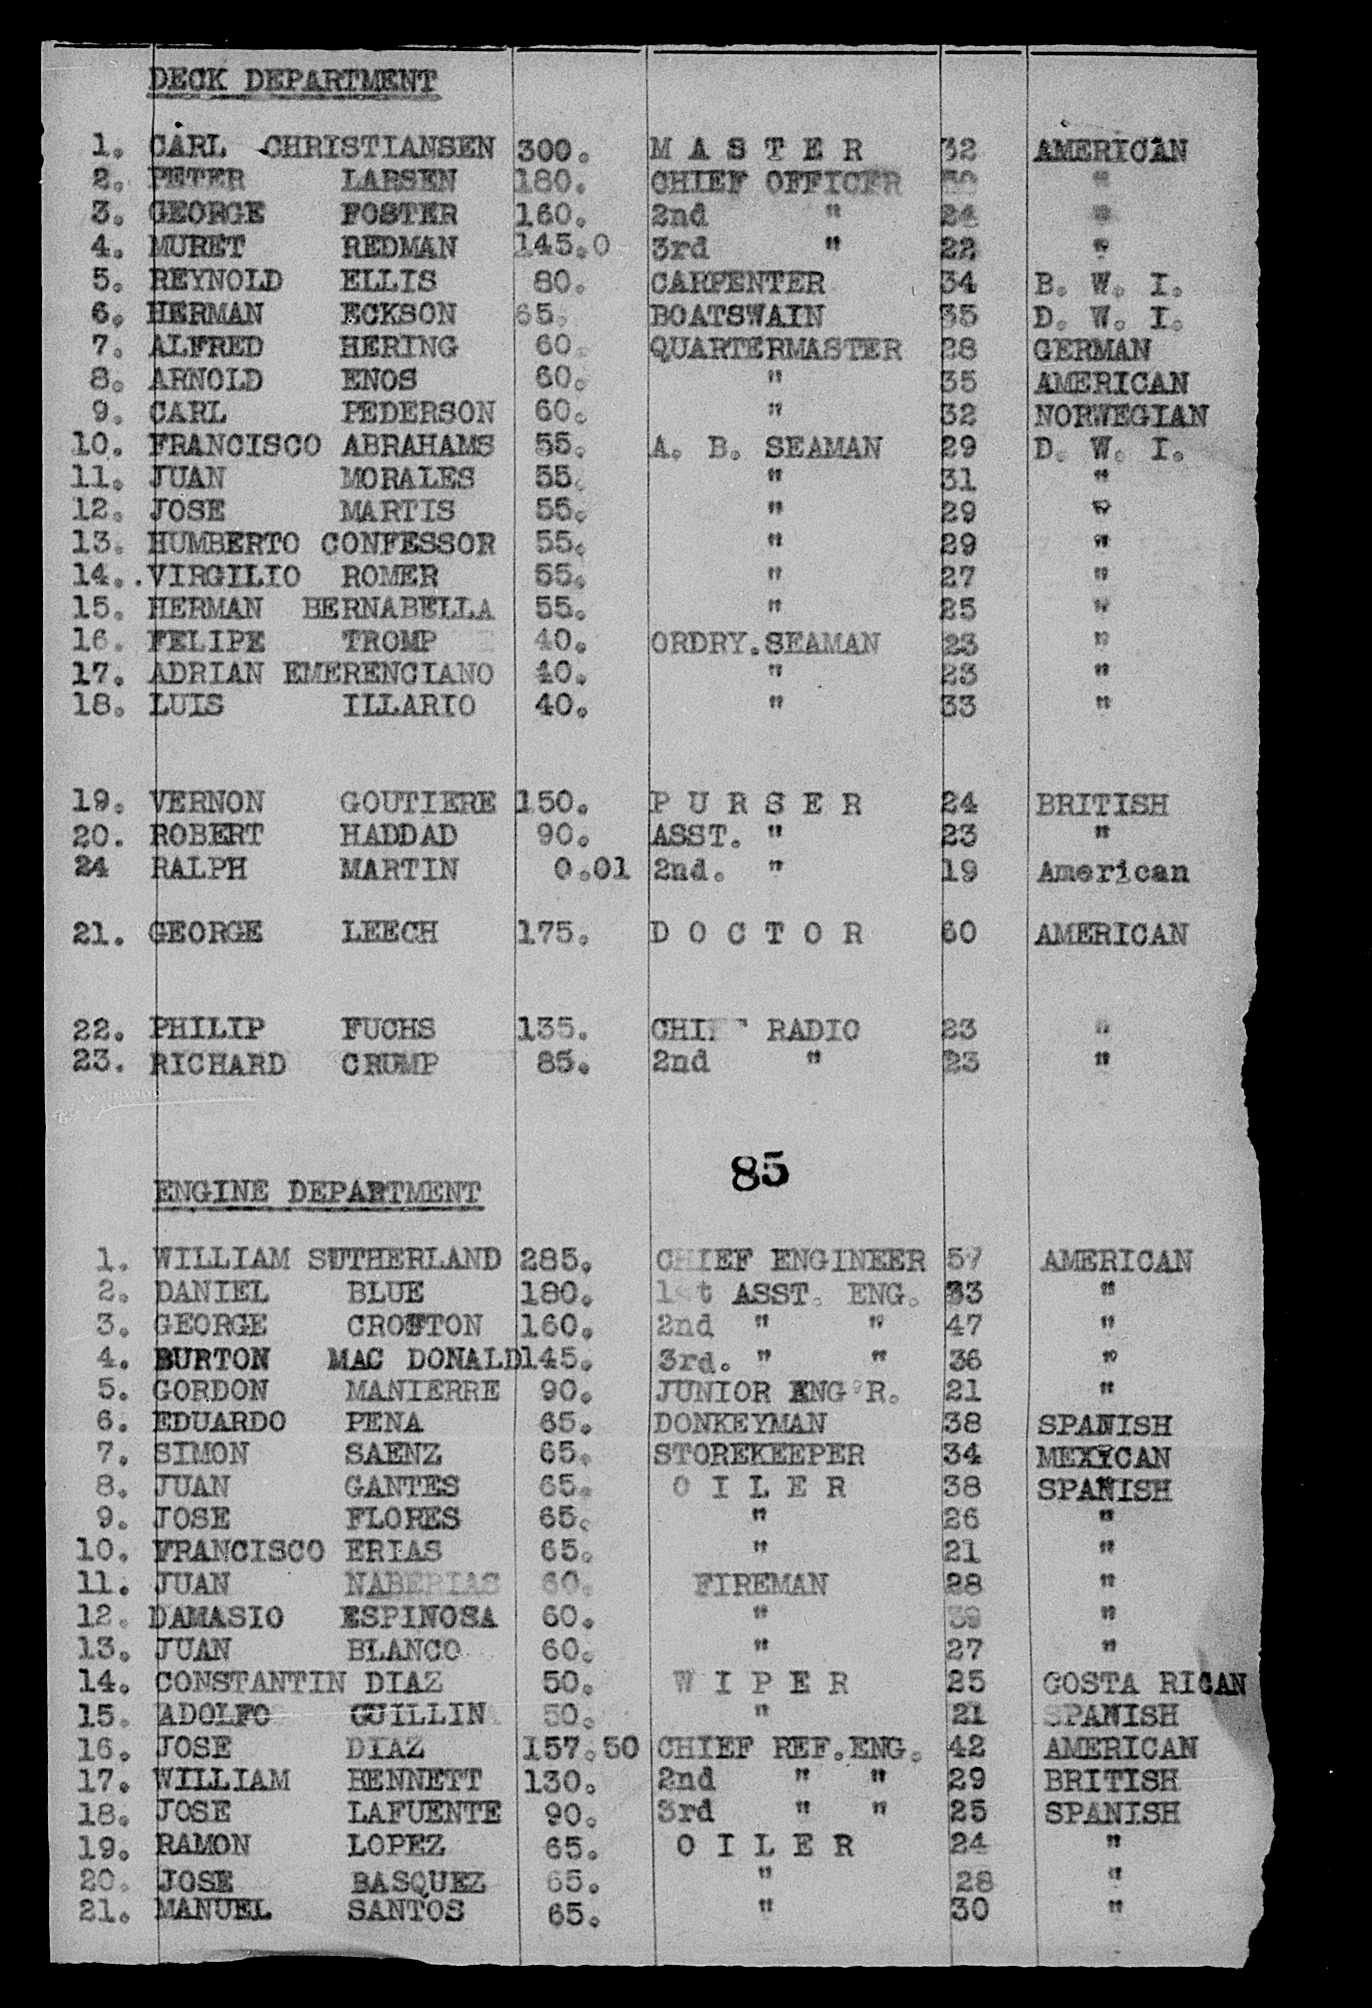 DECK DEPARTMENT
1. CARL CHRISTIANSEN 300. M A S T E R 32 AMERICAN
2. PETER LARSEN 180. CHIEF OFFICER "
3. GEORGE FOSTER 160. 2nd " 24 "
4. MURET REDMAN 145.0 3rd " 22 "
5. REYNOLD ELLIS 80. CARPENTER 34 B. W. I.
6. HERMAN ECKSON 65. BOATSWAIN 35 D. W. I.
7. ALFRED HERING 60. QUARTERMASTER 28 GERMAN
8. ARNOLD ENOS 60. " 35 AMERICAN
9. CARL PEDERSON 60. " 32 NORWEGIAN
10. FRANCISCO ABRAHAMS 55. A. B. SEAMAN 29 D. W. I.
11. JUAN MORALES 55. " 31 "
12. JOSE MARTIS 55. " 29 "
13. HUMBERTO CONFESSOR 55. " 29 "
14.. VIRGILIO ROMER 55. " 27 "
15. HERMAN BERNABELLA 55. " 25 "
16. FELIPE TROMP 40. ORDRY.SEAMAN 23 "
17. ADRIAN EMERENCIANO 40. " 23 "
18. LUIS ILLARIO 40. " 33 "
19. VERNON GOUTIERE 150. P U R S E R 24 BRITISH
20. ROBERT HADDAD 90. ASST. " 23 "
24 RALPH MARTIN 0.01 2nd. " 19 American
21. GEORGE LEECH 175. D O C T O R 60 AMERICAN
22. PHILIP FUCHS 135. CHIEF RADIO 23 "
23. RICHARD CRUMP 85. 2nd " 23 "
85
ENGINE DEPARTMENT
1. WILLIAM SUTHERLAND 285. CHIEF ENGINEER 57 AMERICAN
2. DANIEL BLUE 180. 1st ASST. ENG. 33 "
3. GEORGE CROFTON 160. 2nd " " 47 "
4. BURTON MAC DONALD 145. 3rd. " " 36 "
5. GORDON MANIERRE 90. JUNIOR ENG'R. 21 "
6. EDUARDO PENA 65. DONKEYMAN 38 SPANISH
7. SIMON SAENZ 65. STOREKEEPER 34 MEXICAN
8. JUAN GANTES 65. O I L E R 38 SPANISH
9. JOSE FLORES 65. " 26 "
10. FRANCISCO ERIAS 65. " 21 "
11. JUAN NABERIAS 60. FIREMAN 28 "
12. DAMASIO ESPINOSA 60. " 39 "
13. JUAN BLANCO 60. " 27 "
14. CONSTANTIN DIAZ 50. W I P E R 25 COSTA RICAN
15. ADOLFO GUILLIN 50. " 21 SPANISH
16. JOSE DIAZ 157.50 CHIEF REF.ENG. 42 AMERICAN
17. WILLIAM BENNETT 130. 2nd " " 29 BRITISH
18. JOSE LAFUENTE 90. 3rd " " 25 SPANISH
19. RAMON LOPEZ 65. O I L E R 24 "
20. JOSE BASQUEZ 65. " 28 "
21. MANUEL SANTOS 65. " 30 "